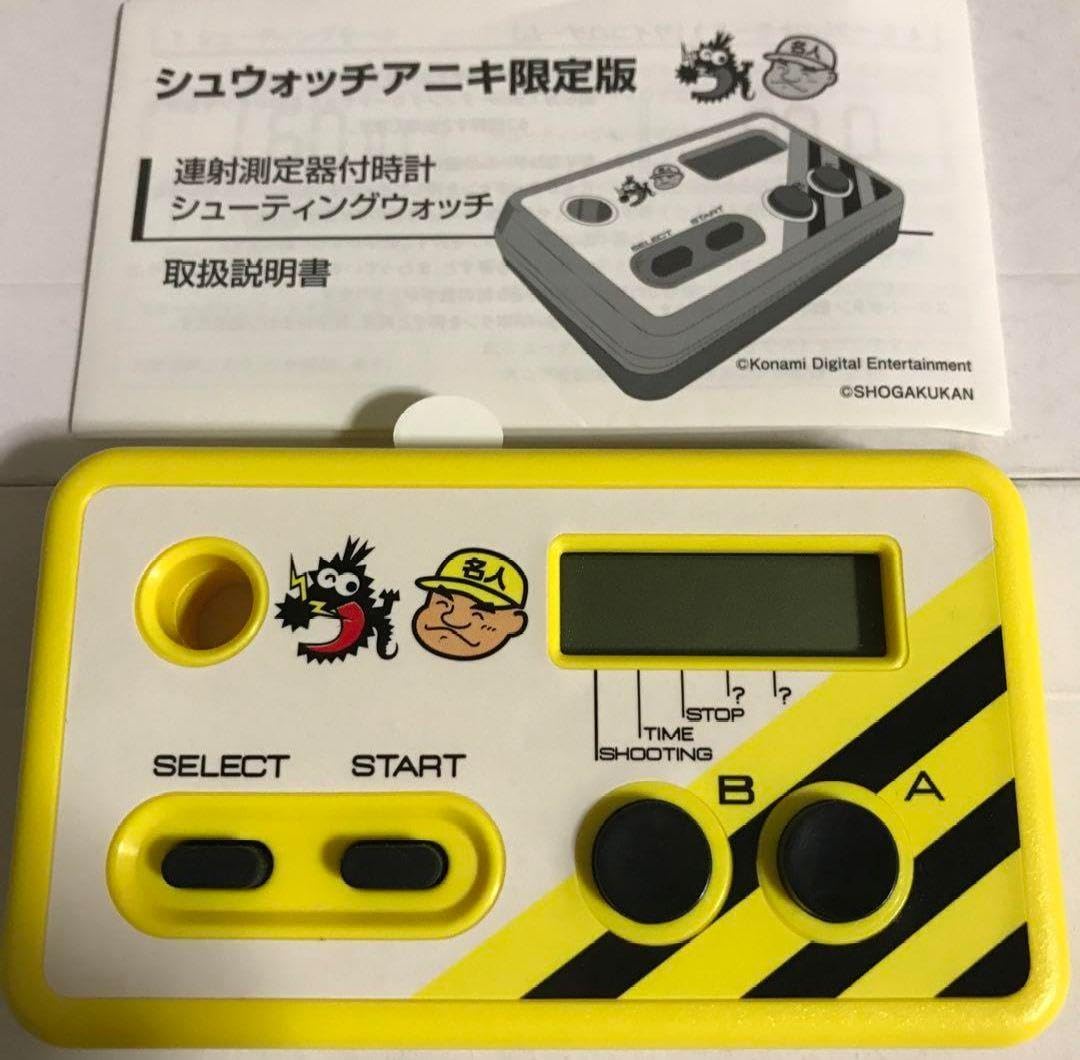 シュウォッチアニキ限定版
名人
連射測定器付時計
シューティングウォッチ
取扱説明書
SELECT
START
©Konami Digital Entertainment
©SHOGAKUKAN
名人
?
?
STOP
TIME
SHOOTING
SELECT
START
B
A